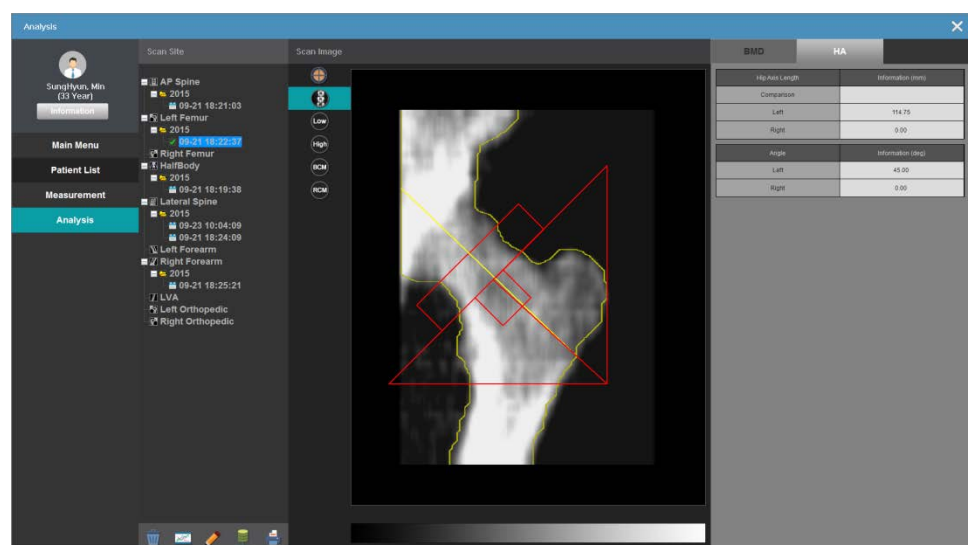 Analysis
SungHyun, Min
(33 Year)
Information
Main Menu
Patient List
Measurement
Analysis
Scan Site
AP Spine
2015
09-21 18:21:03
Left Femur
2015
09-21 18:22:37
Right Femur
HalfBody
2015
09-21 18:19:38
Lateral Spine
2015
09-23 10:04:09
09-21 18:24:09
Left Forearm
Right Forearm
2015
09-21 18:25:21
LVA
Left Orthopedic
Right Orthopedic
Scan Image
Low
High
BCM
RCM
BMD HA
Hip Axis Length Information (mm)
Comparison
Left 114.75
Right 0.00
Angle Information (deg)
Left 45.00
Right 0.00